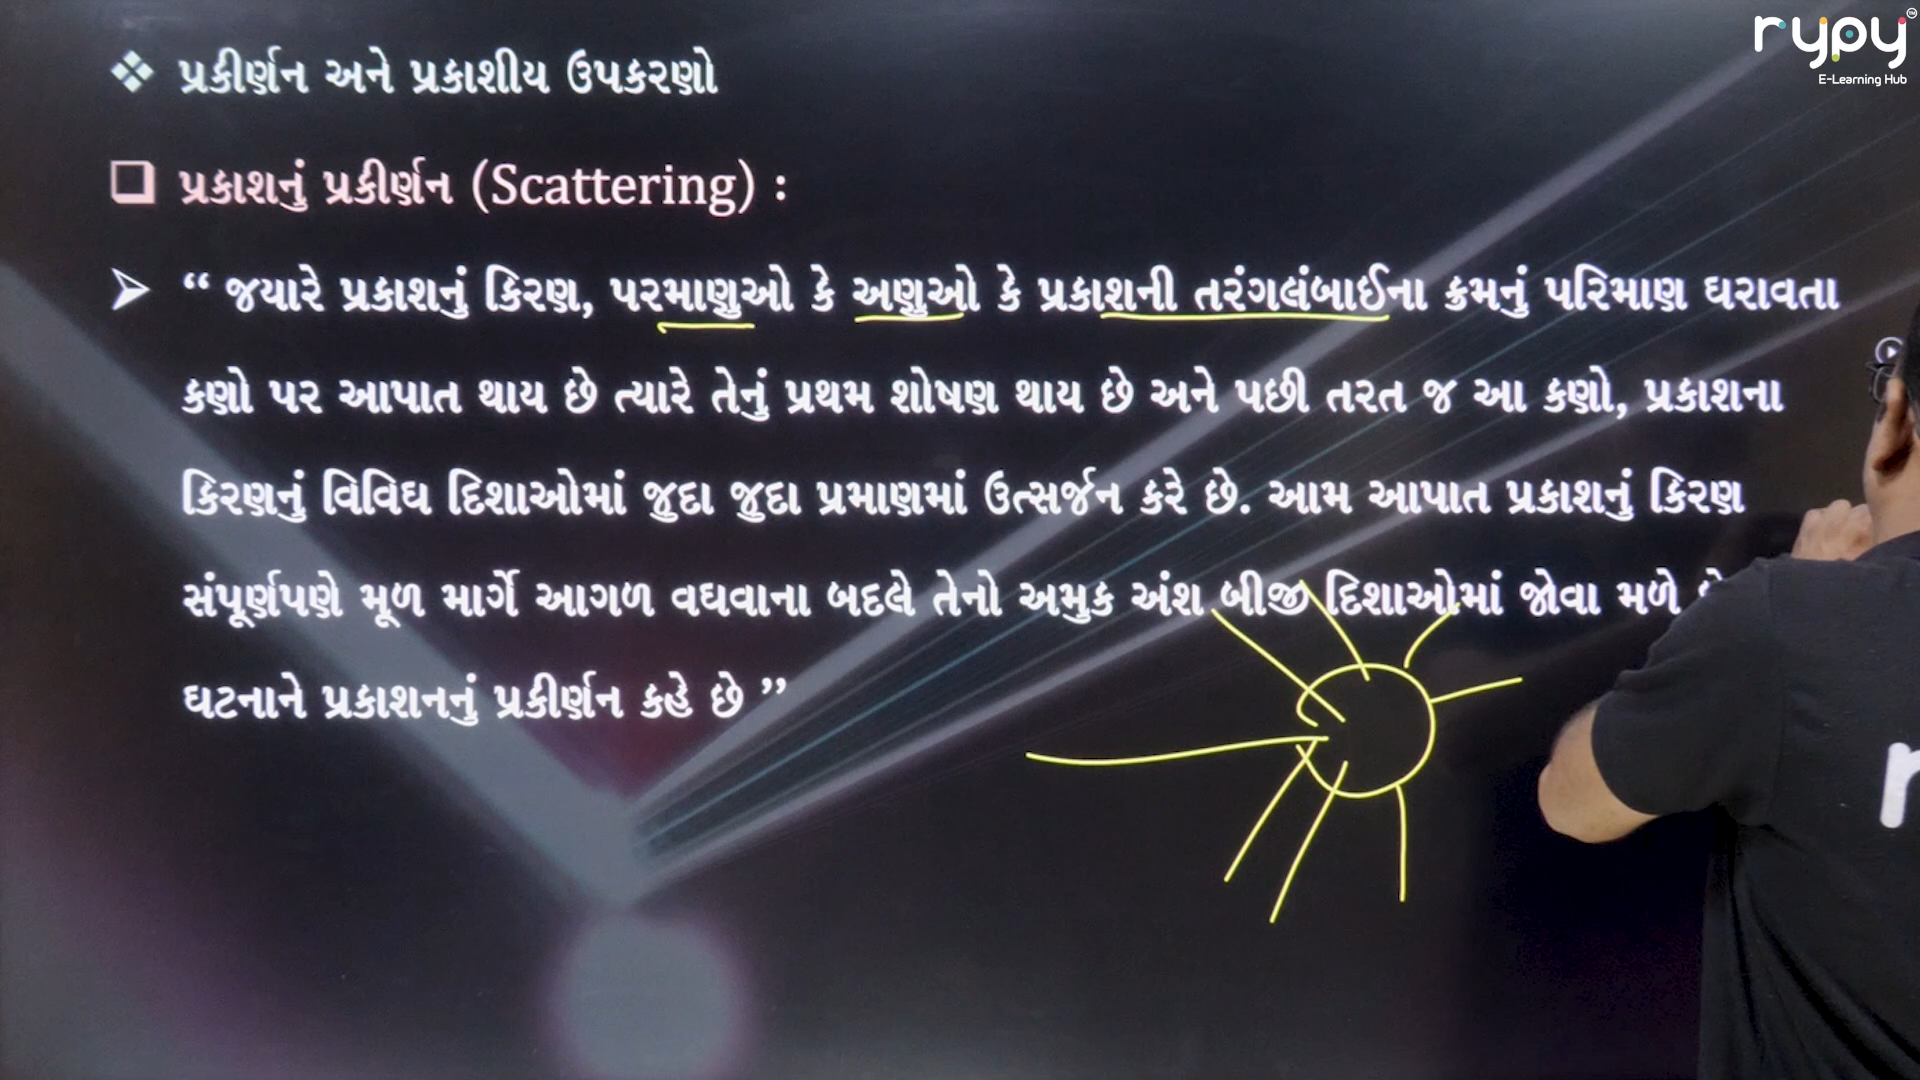 rypy
E-Learning Hub
❖ પ્રકીર્ણન અને પ્રકાશીય ઉપકરણો
❑ પ્રકાશનું પ્રકીર્ણન (Scattering) :
➢ “ જયારે પ્રકાશનું કિરણ, પરમાણુઓ કે અણુઓ કે પ્રકાશની તરંગલંબાઈના ક્રમનું પરિમાણ ધરાવતા
કણો પર આપાત થાય છે ત્યારે તેનું પ્રથમ શોષણ થાય છે અને પછી તરત જ આ કણો, પ્રકાશના
કિરણનું વિવિધ દિશાઓમાં જુદા જુદા પ્રમાણમાં ઉત્સર્જન કરે છે. આમ આપાત પ્રકાશનું કિરણ
સંપૂર્ણપણે મૂળ માર્ગે આગળ વધવાના બદલે તેનો અમુક અંશ બીજી દિશાઓમાં જોવા મળે
ઘટનાને પ્રકાશનનું પ્રકીર્ણન કહે છે ”